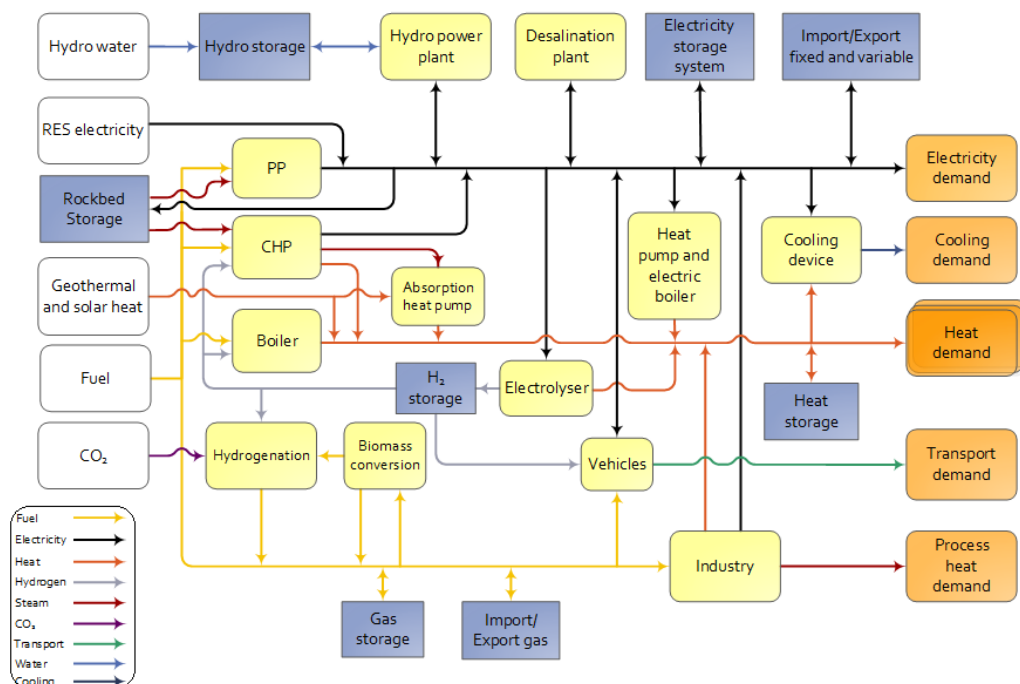 Hydro water
Hydro storage
Hydro power
plant
Desalination
plant
Electricity
storage
system
Import/Export
fixed and variable
RES electricity
PP
Electricity
demand
Rockbed
Storage
CHP
Heat
pump and
electric
boiler
Cooling
device
Cooling
demand
Geothermal
and solar heat
Absorption
heat pump
Boiler
Heat
demand
Fuel
H₂
storage
Electrolyser
Heat
storage
CO₂
Hydrogenation
Biomass
conversion
Vehicles
Transport
demand
Fuel
Electricity
Heat
Hydrogen
Steam
CO₂
Transport
Water
Cooling
Industry
Process
heat
demand
Gas
storage
Import/
Export gas